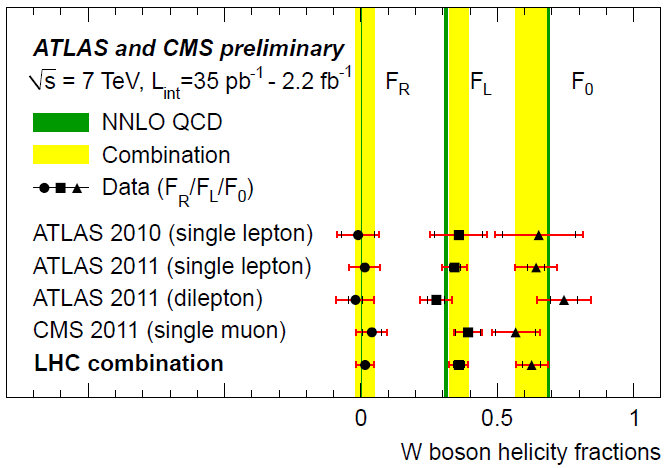 ATLAS and CMS preliminary
√s = 7 TeV, L_int=35 pb⁻¹ - 2.2 fb⁻¹
F_R F_L F_0
NNLO QCD
Combination
Data (F_R/F_L/F_0)
ATLAS 2010 (single lepton)
ATLAS 2011 (single lepton)
ATLAS 2011 (dilepton)
CMS 2011 (single muon)
LHC combination
0 0.5 1
W boson helicity fractions